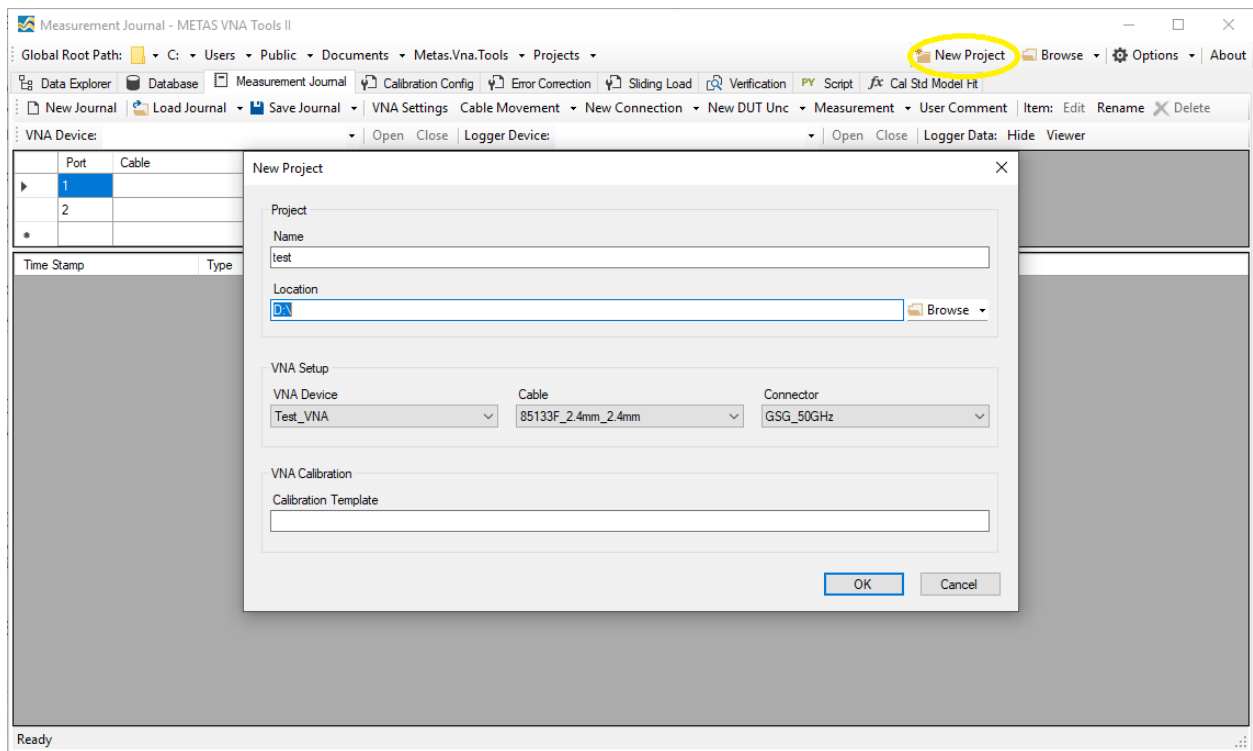 Measurement Journal - METAS VNA Tools II
Global Root Path: C: Users Public Documents Metas.Vna.Tools Projects New Project Browse Options About
Data Explorer Database Measurement Journal Calibration Config Error Correction Sliding Load Verification PY Script fx Cal Std Model Fit
New Journal Load Journal Save Journal VNA Settings Cable Movement New Connection New DUT Unc Measurement User Comment Item: Edit Rename Delete
VNA Device: Open Close Logger Device: Open Close Logger Data: Hide Viewer
Port Cable
1
2
Time Stamp Type
New Project
Project
Name
test
Location
D:\ Browse
VNA Setup
VNA Device Cable Connector
Test_VNA 85133F_2.4mm_2.4mm GSG_50GHz
VNA Calibration
Calibration Template
OK Cancel
Ready